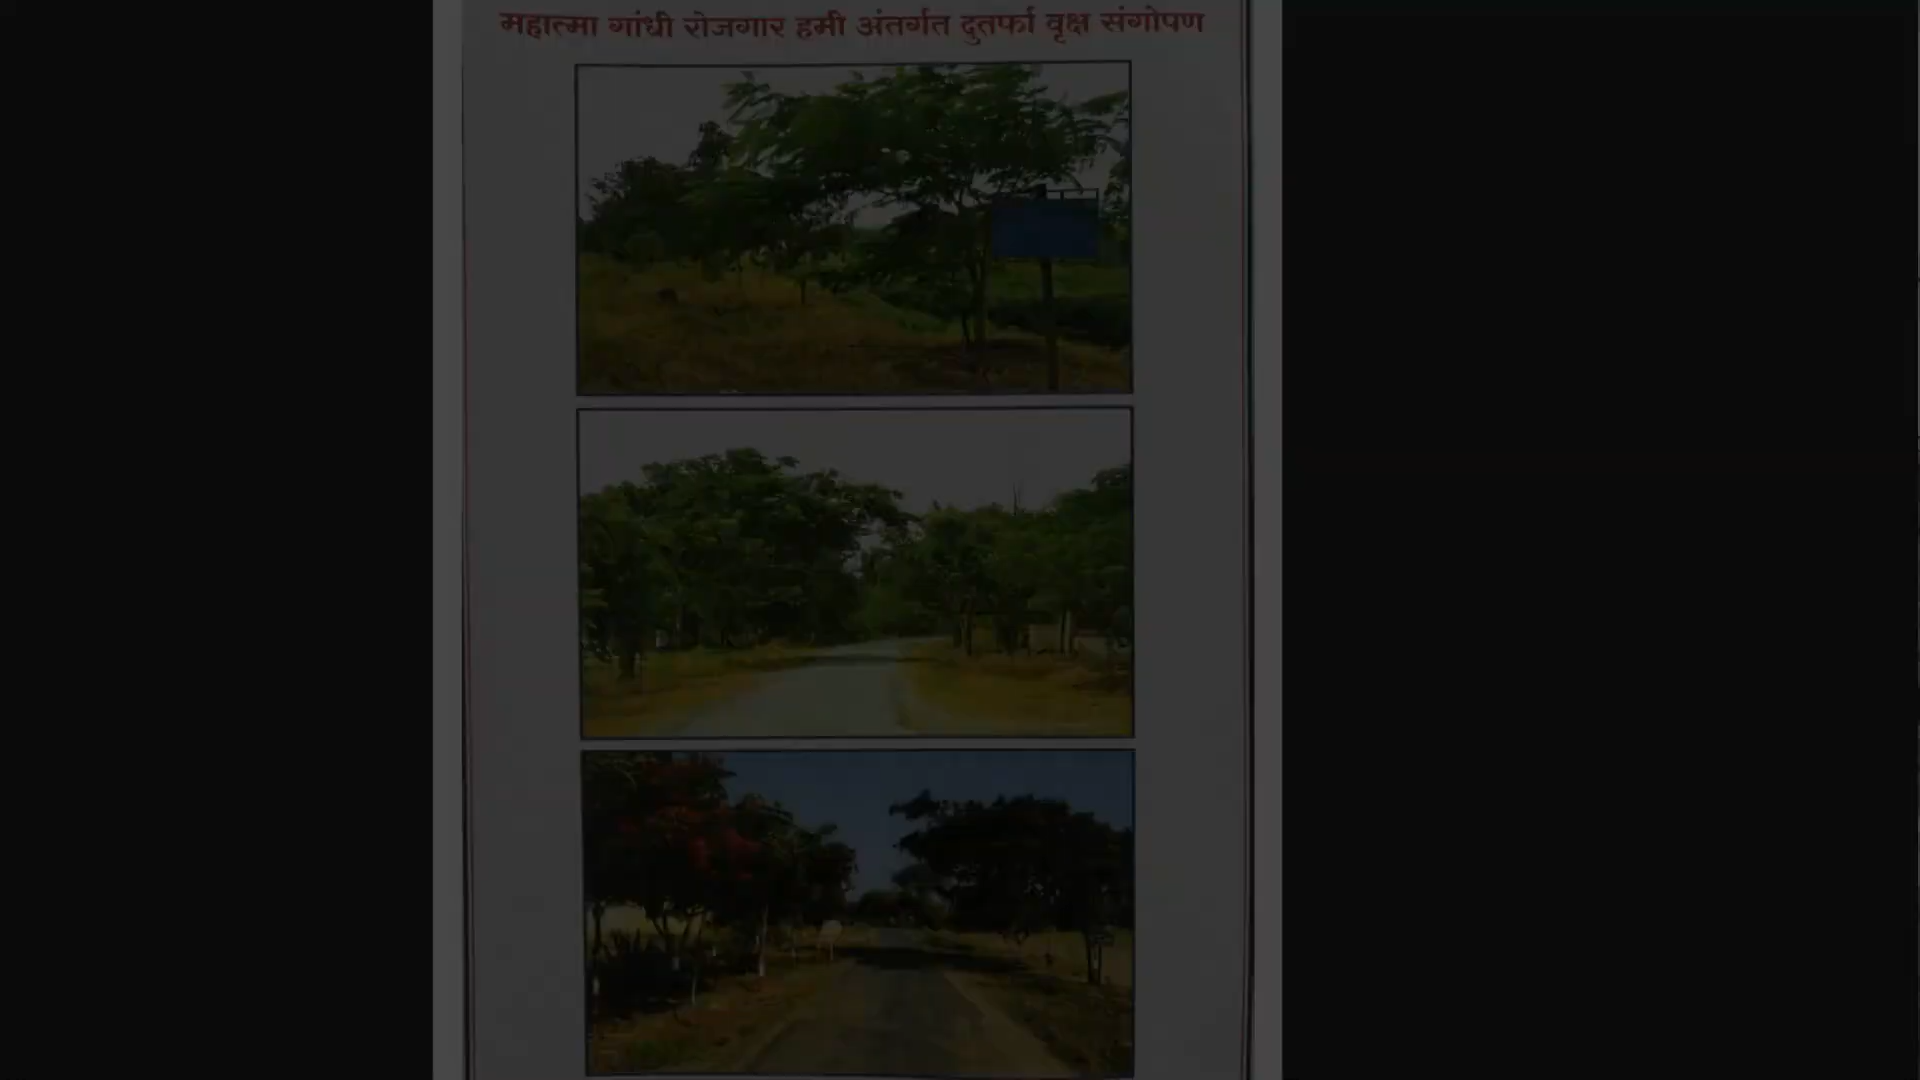 महात्मा गांधी रोजगार हमी अंतर्गत दुतर्फा वृक्ष संगोपण